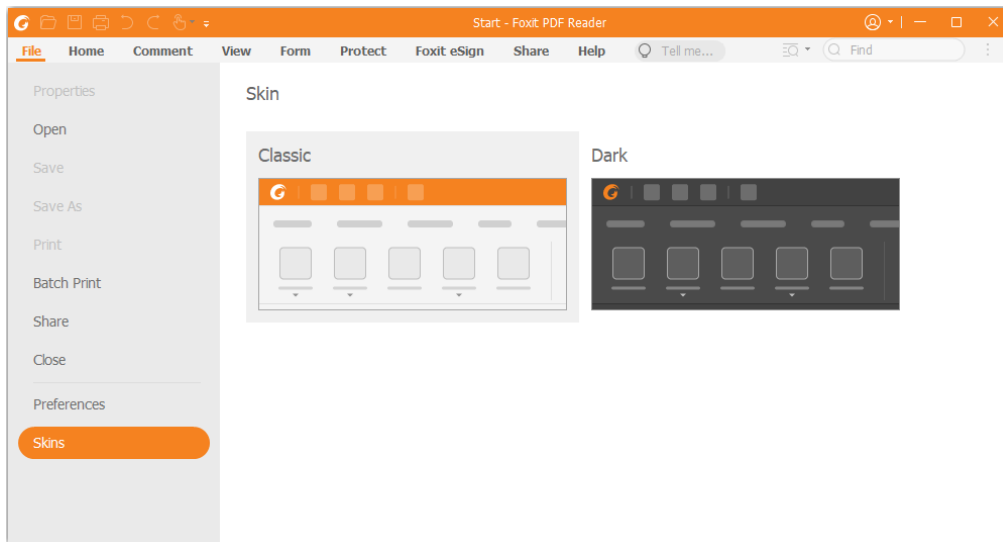 Start - Foxit PDF Reader
File Home Comment View Form Protect Foxit eSign Share Help Tell me... Find
Properties
Open
Save
Save As
Print
Batch Print
Share
Close
Preferences
Skins
Skin
Classic Dark